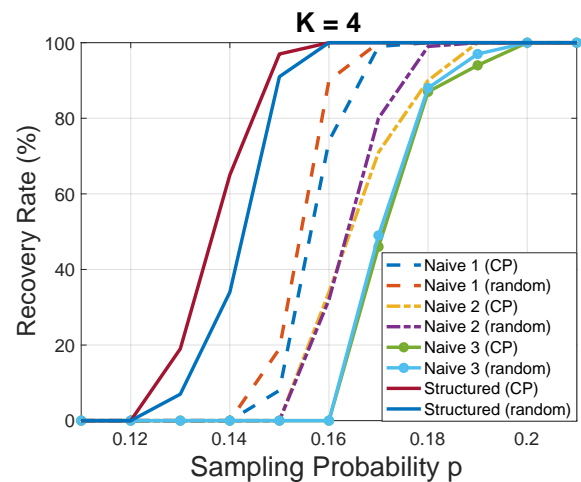 K = 4
Recovery Rate (%)
100
80
60
40
20
0
0.12
0.14
0.16
0.18
0.2
Sampling Probability p
Naive 1 (CP)
Naive 1 (random)
Naive 2 (CP)
Naive 2 (random)
Naive 3 (CP)
Naive 3 (random)
Structured (CP)
Structured (random)